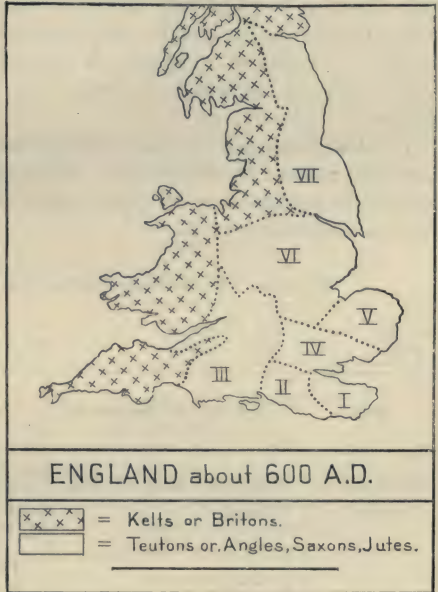 VII
VI
V
IV
III
II
I
ENGLAND about 600 A.D.
= Kelts or Britons.
= Teutons or. Angles, Saxons, Jutes.